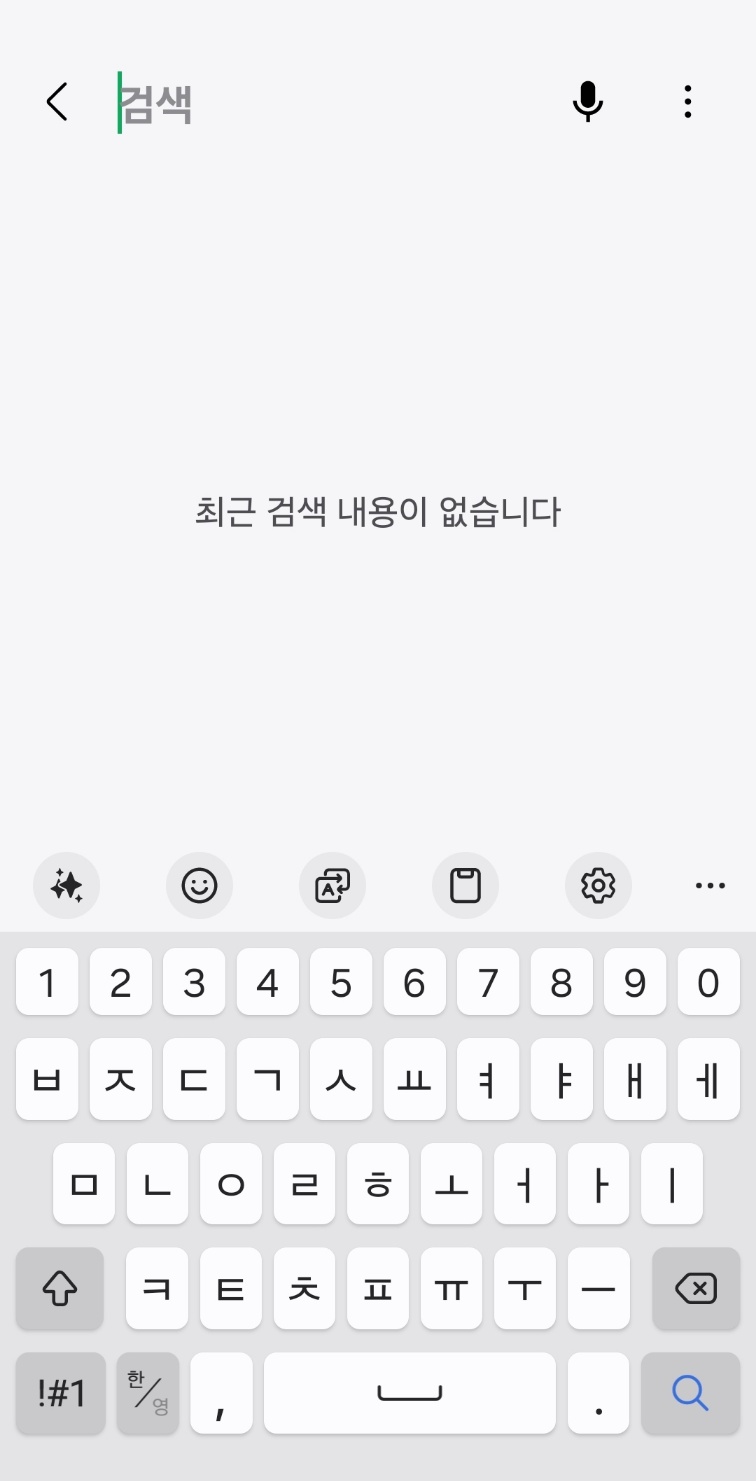 검색
최근 검색 내용이 없습니다
1 2 3 4 5 6 7 8 9 0
ㅂ ㅈ ㄷ ㄱ ㅅ ㅛ ㅕ ㅑ ㅐ ㅔ
ㅁ ㄴ ㅇ ㄹ ㅎ ㅗ ㅓ ㅏ ㅣ
ㅋ ㅌ ㅊ ㅍ ㅠ ㅜ ㅡ
!#1 한/영 , .